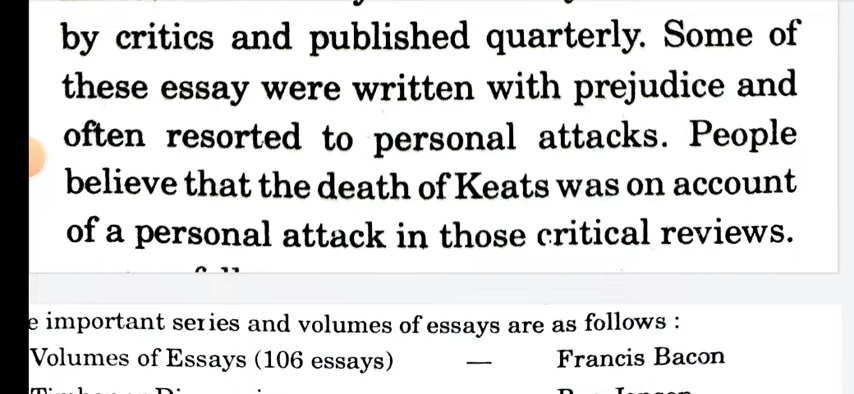 by critics and published quarterly. Some of
these essay were written with prejudice and
often resorted to personal attacks. People
believe that the death of Keats was on account
of a personal attack in those critical reviews.
e important series and volumes of essays are as follows :
Volumes of Essays (106 essays) — Francis Bacon